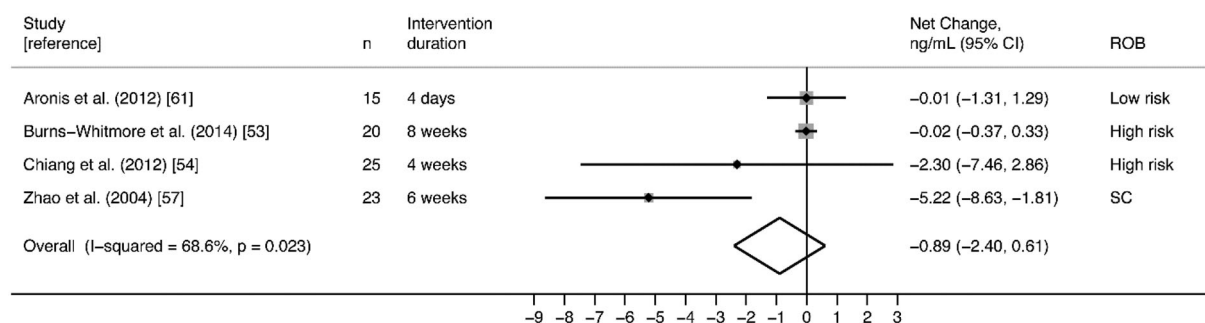 Study Intervention Net Change,
[reference] n duration ng/mL (95% CI) ROB
Aronis et al. (2012) [61] 15 4 days −0.01 (−1.31, 1.29) Low risk
Burns−Whitmore et al. (2014) [53] 20 8 weeks −0.02 (−0.37, 0.33) High risk
Chiang et al. (2012) [54] 25 4 weeks −2.30 (−7.46, 2.86) High risk
Zhao et al. (2004) [57] 23 6 weeks −5.22 (−8.63, −1.81) SC
Overall (I−squared = 68.6%, p = 0.023) −0.89 (−2.40, 0.61)
−9 −8 −7 −6 −5 −4 −3 −2 −1 0 1 2 3